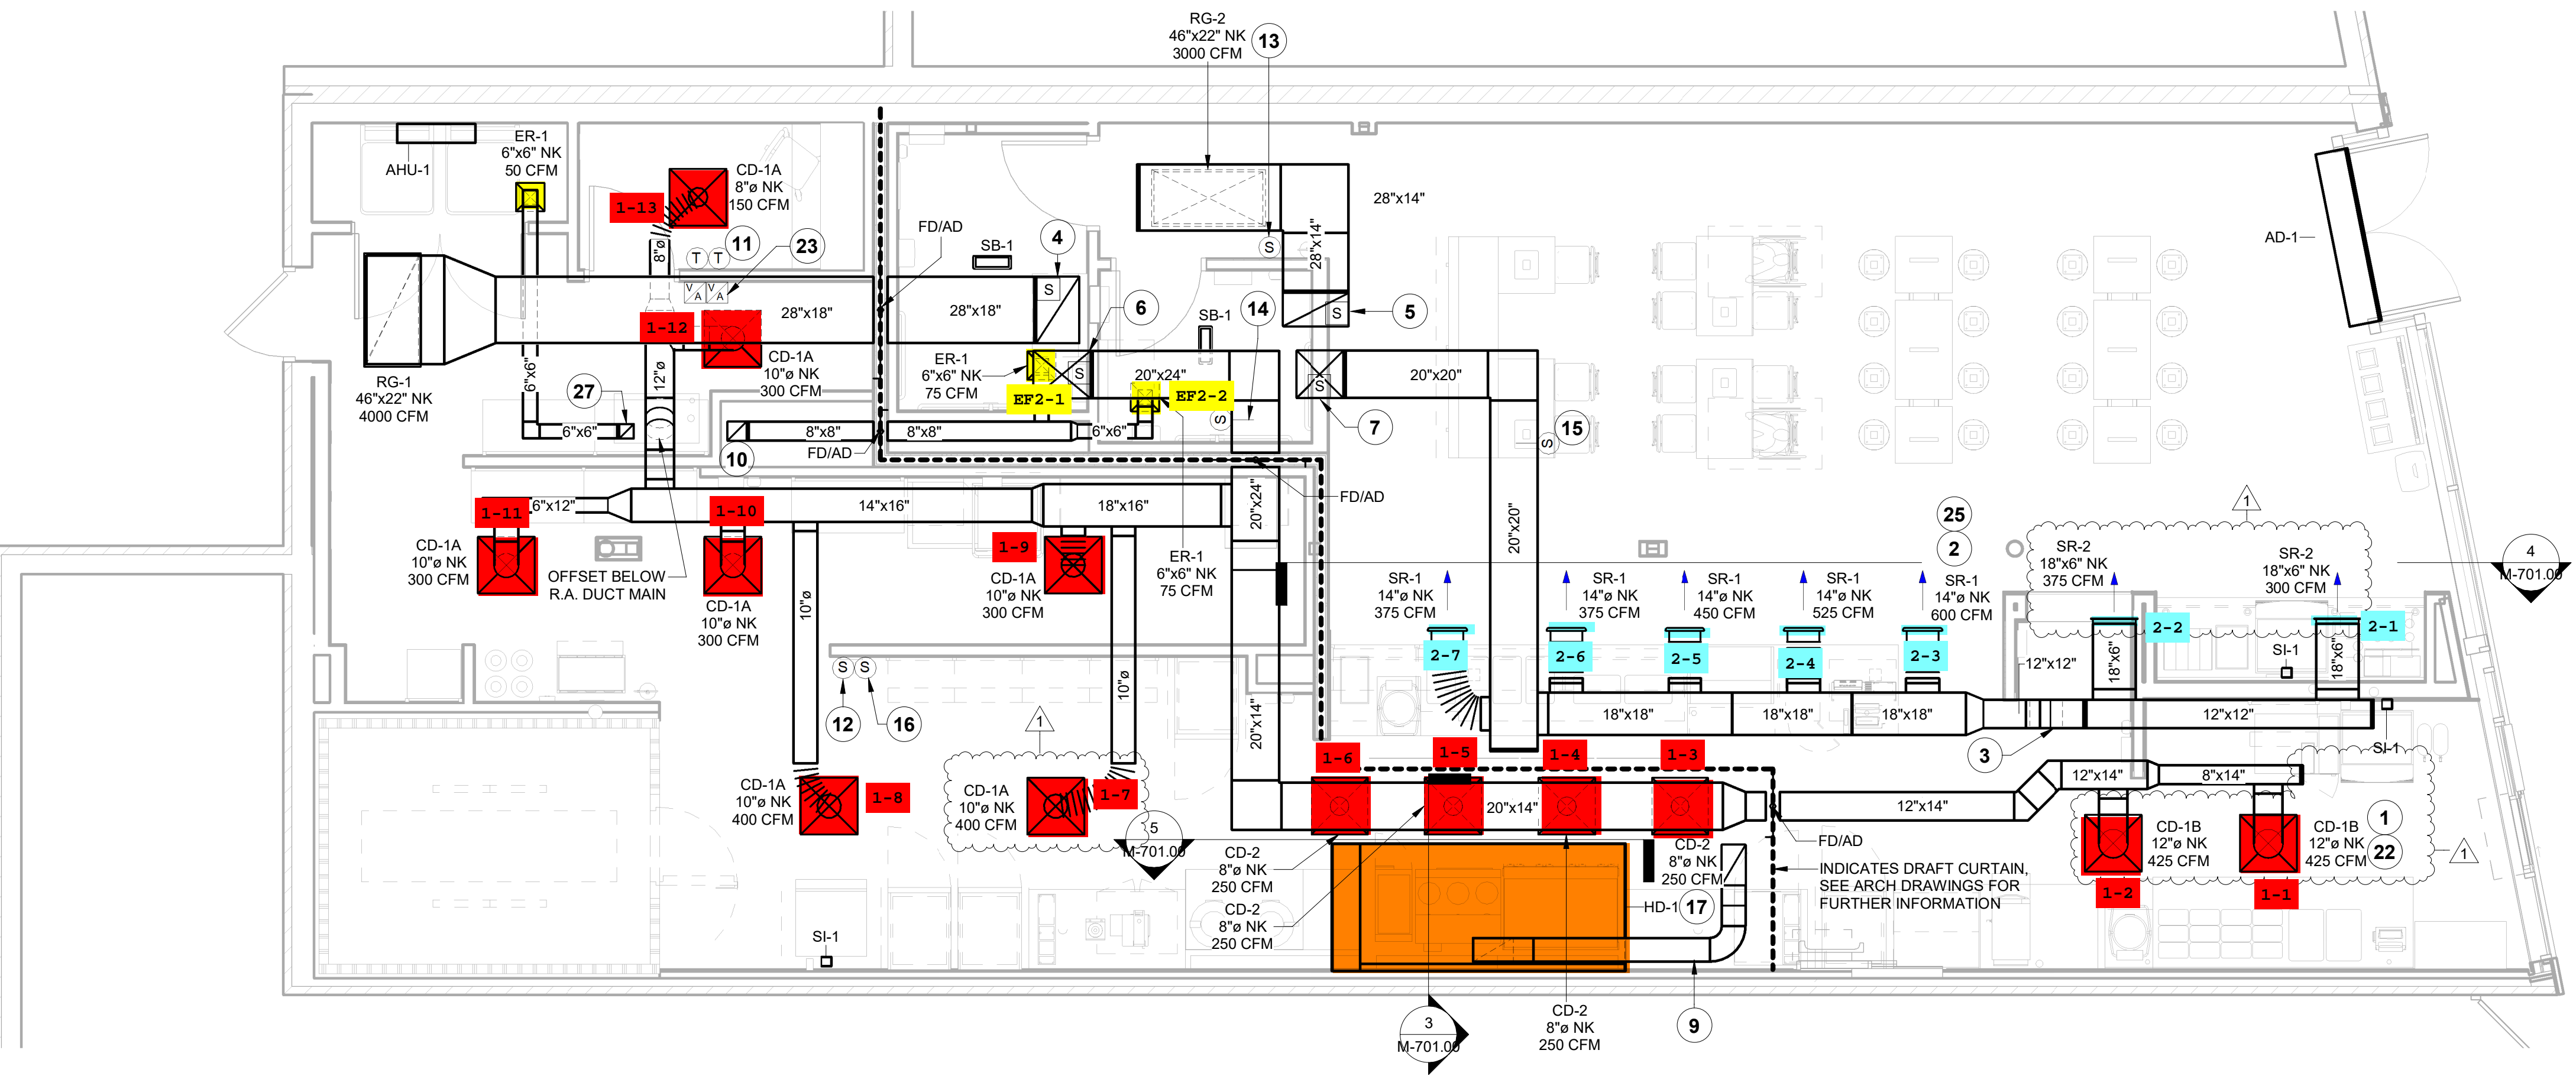 RG-2
46"x22" NK
3000 CFM
13
ER-1
6"x6" NK
50 CFM
AHU-1
CD-1A
8"ø NK
150 CFM
1-13
8"ø
T
T
11
23
V
A
V
A
FD/AD
SB-1
4
S
28"x14"
28"x14"
S
AD-1
28"x18"
28"x18"
S
5
6
SB-1
14
1-12
CD-1A
10"ø NK
300 CFM
RG-1
46"x22" NK
4000 CFM
6"x6"
27
12"ø
6"x6"
ER-1
6"x6" NK
75 CFM
S
20"x24"
EF2-1
EF2-2
S
S
20"x20"
7
S
15
8"x8"
8"x8"
6"x6"
10
FD/AD
FD/AD
20"x24"
20"x20"
1-11
6"x12"
1-10
14"x16"
18"x16"
CD-1A
10"ø NK
300 CFM
OFFSET BELOW
R.A. DUCT MAIN
CD-1A
10"ø NK
300 CFM
1-9
CD-1A
10"ø NK
300 CFM
ER-1
6"x6" NK
75 CFM
10"ø
10"ø
25
2
1
SR-1
14"ø NK
375 CFM
SR-1
14"ø NK
375 CFM
SR-1
14"ø NK
450 CFM
SR-1
14"ø NK
525 CFM
SR-1
14"ø NK
600 CFM
SR-2
18"x6" NK
375 CFM
SR-2
18"x6" NK
300 CFM
4
M-701.00
2-7
2-6
2-5
2-4
2-3
2-2
2-1
12"x12"
18"x6"
SI-1
18"x6"
S
S
12
16
1
20"x14"
18"x18"
18"x18"
18"x18"
12"x12"
3
SI-1
1-6
1-5
1-4
1-3
CD-1A
10"ø NK
400 CFM
1-8
CD-1A
10"ø NK
400 CFM
1-7
20"x14"
12"x14"
12"x14"
8"x14"
5
M-701.00
CD-2
8"ø NK
250 CFM
CD-2
8"ø NK
250 CFM
CD-2
8"ø NK
250 CFM
FD/AD
INDICATES DRAFT CURTAIN,
SEE ARCH DRAWINGS FOR
FURTHER INFORMATION
CD-1B
12"ø NK
425 CFM
CD-1B
12"ø NK
425 CFM
1
22
1
1-2
1-1
HD-1
17
SI-1
CD-2
8"ø NK
250 CFM
9
3
M-701.00